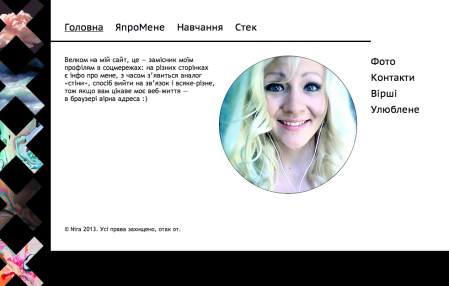 Головна ЯпроМене Навчання Стек
Велком на мій сайт, це — замісник моїм
профілям в соцмережах: на різних сторінках
є інфо про мене, з часом з'явиться аналог
«стіни», спосіб вийти на зв'язок і всяке-різне,
тож якщо вам цікаве моє веб-життя —
в браузері вірна адреса :)
Фото
Контакти
Вірші
Улюблене
© Nira 2013. Усі права захищено, отак от.